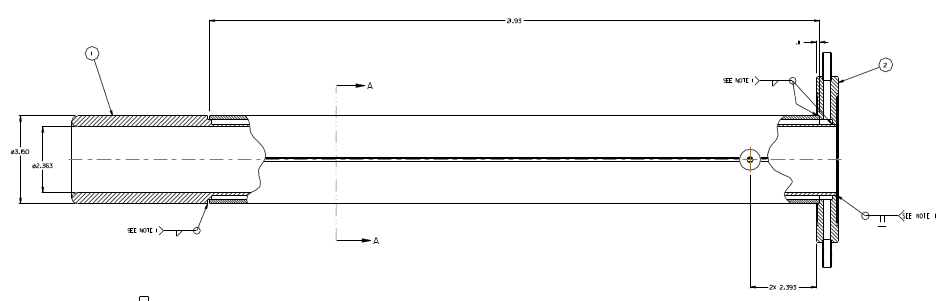 21.93
.11
1
2
SEE NOTE 1
A
ø3.60
ø2.363
SEE NOTE 1
SEE NOTE 1
A
2X 2.393